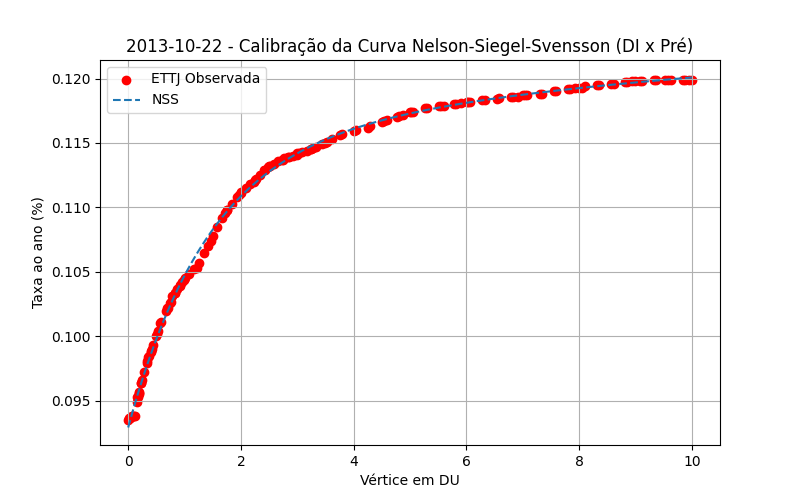 2013-10-22 - Calibração da Curva Nelson-Siegel-Svensson (DI x Pré)
ETTJ Observada
NSS
Taxa ao ano (%)
0.120
0.115
0.110
0.105
0.100
0.095
0 2 4 6 8 10
Vértice em DU